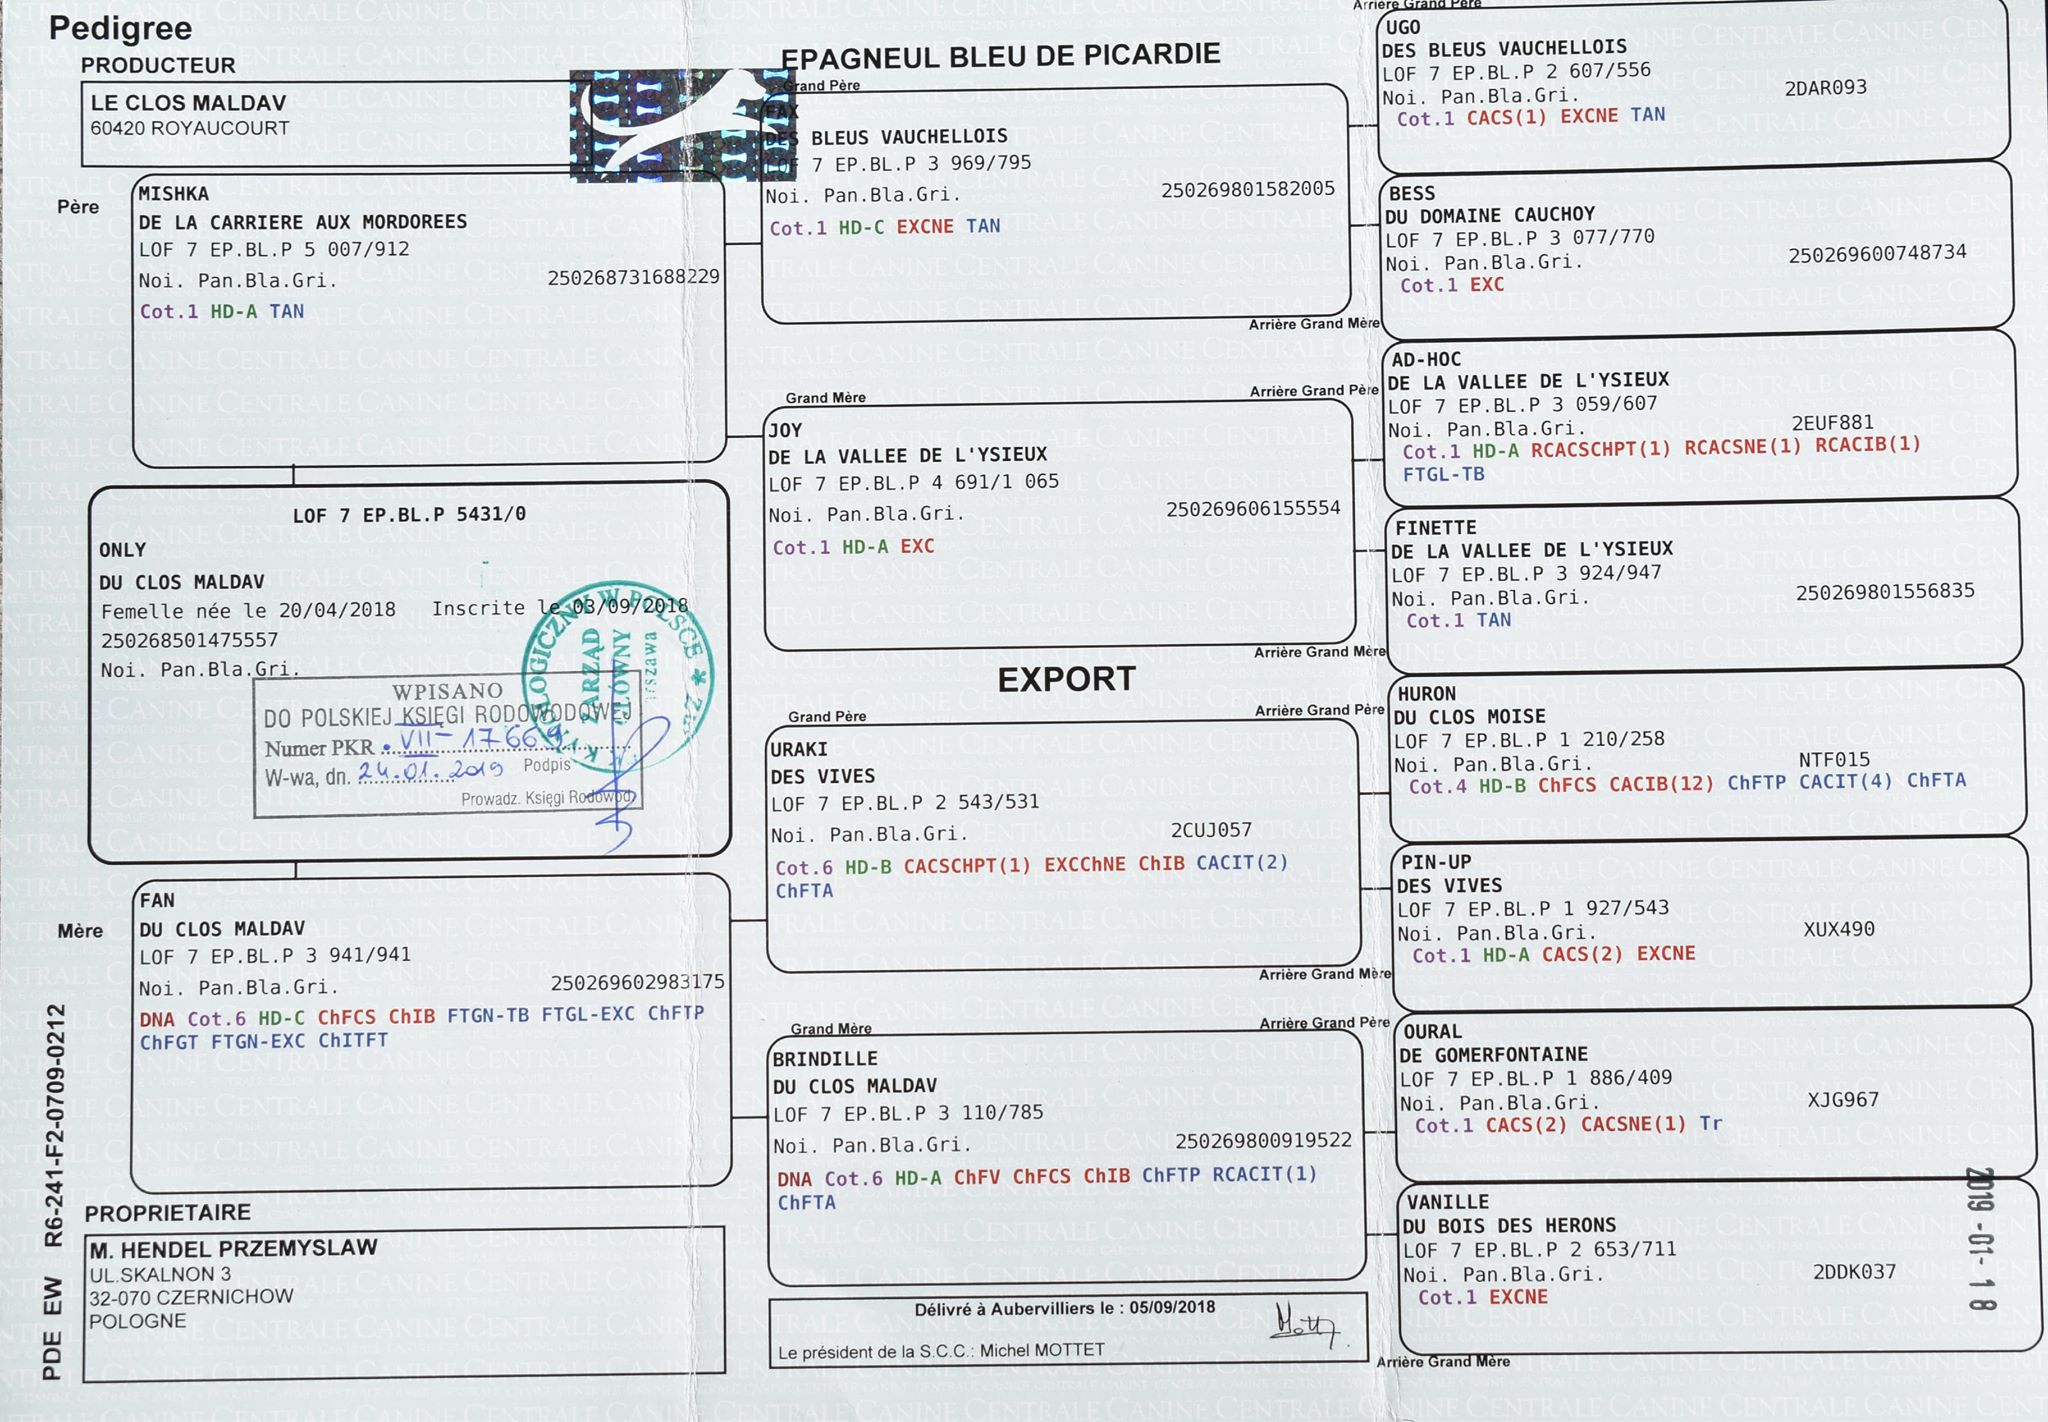 Pedigree
PRODUCTEUR
LE CLOS MALDAV
60420 ROYAUCOURT
EPAGNEUL BLEU DE PICARDIE
Père
MISHKA
DE LA CARRIERE AUX MORDOREES
LOF 7 EP.BL.P 5 007/912
Noi. Pan.Bla.Gri. 250268731688229
Cot.1 HD-A TAN
LOF 7 EP.BL.P 5431/0
ONLY
DU CLOS MALDAV
Femelle née le 20/04/2018 Inscrite le 03/09/2018
250268501475557
Noi. Pan.Bla.Gri.
KYNOLOGICZNY W POLSCE
ZARZĄD
GŁÓWNY
WPISANO
DO POLSKIEJ KSIĘGI RODOWODOWEJ
Numer PKR VII-17669
W-wa, dn. 24.01.2019 Podpis
Prowadz. Księgi Rodowod.
Mère
FAN
DU CLOS MALDAV
LOF 7 EP.BL.P 3 941/941
Noi. Pan.Bla.Gri. 250269602983175
DNA Cot.6 HD-C ChFCS ChIB FTGN-TB FTGL-EXC ChFTP
ChFGT FTGN-EXC ChITFT
PROPRIETAIRE
M. HENDEL PRZEMYSLAW
UL.SKALNON 3
32-070 CZERNICHOW
POLOGNE
PDE EW R6-241-F2-0709-0212
Grand Père
FAX
DES BLEUS VAUCHELLOIS
LOF 7 EP.BL.P 3 969/795
Noi. Pan.Bla.Gri. 250269801582005
Cot.1 HD-C EXCNE TAN
Grand Mère
JOY
DE LA VALLEE DE L'YSIEUX
LOF 7 EP.BL.P 4 691/1 065
Noi. Pan.Bla.Gri. 250269606155554
Cot.1 HD-A EXC
EXPORT
Grand Père
URAKI
DES VIVES
LOF 7 EP.BL.P 2 543/531
Noi. Pan.Bla.Gri. 2CUJ057
Cot.6 HD-B CACSCHPT(1) EXCChNE ChIB CACIT(2)
ChFTA
Grand Mère
BRINDILLE
DU CLOS MALDAV
LOF 7 EP.BL.P 3 110/785
Noi. Pan.Bla.Gri. 250269800919522
DNA Cot.6 HD-A ChFV ChFCS ChIB ChFTP RCACIT(1)
ChFTA
Délivré à Aubervilliers le : 05/09/2018
Le président de la S.C.C.: Michel MOTTET
Arrière Grand Père
UGO
DES BLEUS VAUCHELLOIS
LOF 7 EP.BL.P 2 607/556
Noi. Pan.Bla.Gri. 2DAR093
Cot.1 CACS(1) EXCNE TAN
BESS
DU DOMAINE CAUCHOY
LOF 7 EP.BL.P 3 077/770
Noi. Pan.Bla.Gri. 250269600748734
Cot.1 EXC
Arrière Grand Mère
Arrière Grand Père
AD-HOC
DE LA VALLEE DE L'YSIEUX
LOF 7 EP.BL.P 3 059/607
Noi. Pan.Bla.Gri. 2EUF881
Cot.1 HD-A RCACSCHPT(1) RCACSNE(1) RCACIB(1)
FTGL-TB
FINETTE
DE LA VALLEE DE L'YSIEUX
LOF 7 EP.BL.P 3 924/947
Noi. Pan.Bla.Gri. 250269801556835
Cot.1 TAN
Arrière Grand Mère
Arrière Grand Père
HURON
DU CLOS MOISE
LOF 7 EP.BL.P 1 210/258
Noi. Pan.Bla.Gri. NTF015
Cot.4 HD-B ChFCS CACIB(12) ChFTP CACIT(4) ChFTA
PIN-UP
DES VIVES
LOF 7 EP.BL.P 1 927/543
Noi. Pan.Bla.Gri. XUX490
Cot.1 HD-A CACS(2) EXCNE
Arrière Grand Mère
Arrière Grand Père
OURAL
DE GOMERFONTAINE
LOF 7 EP.BL.P 1 886/409
Noi. Pan.Bla.Gri. XJG967
Cot.1 CACS(2) CACSNE(1) Tr
VANILLE
DU BOIS DES HERONS
LOF 7 EP.BL.P 2 653/711
Noi. Pan.Bla.Gri. 2DDK037
Cot.1 EXCNE
Arrière Grand Mère
2019-01-18